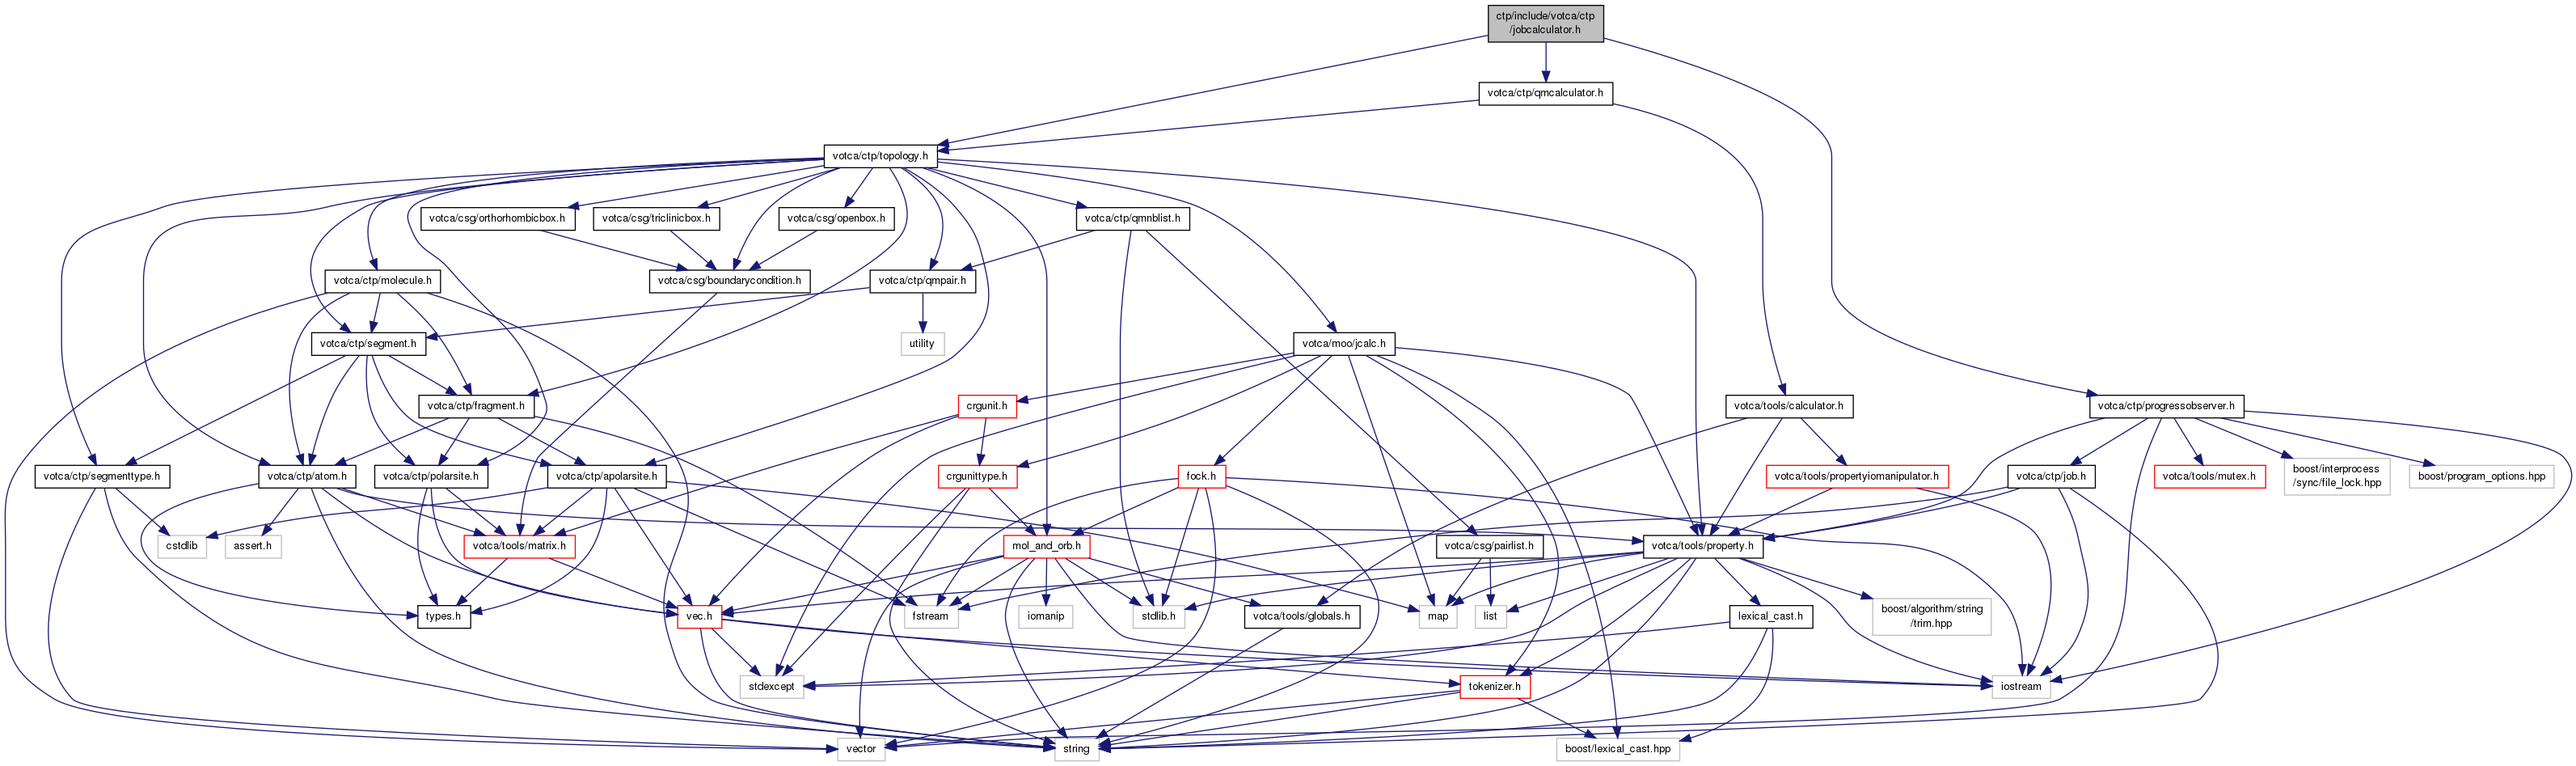 ctp/include/votca/ctp
/jobcalculator.h
votca/ctp/qmcalculator.h
votca/ctp/topology.h
votca/csg/orthorhombicbox.h
votca/csg/triclinicbox.h
votca/csg/openbox.h
votca/ctp/qmnblist.h
votca/ctp/molecule.h
votca/csg/boundarycondition.h
votca/ctp/qmpair.h
votca/ctp/segment.h
utility
votca/moo/jcalc.h
votca/ctp/fragment.h
crgunit.h
votca/tools/calculator.h
votca/ctp/progressobserver.h
votca/ctp/segmenttype.h
votca/ctp/atom.h
votca/ctp/polarsite.h
votca/ctp/apolarsite.h
crgunittype.h
fock.h
votca/tools/propertyiomanipulator.h
votca/ctp/job.h
votca/tools/mutex.h
boost/interprocess
/sync/file_lock.hpp
boost/program_options.hpp
cstdlib
assert.h
votca/tools/matrix.h
mol_and_orb.h
votca/csg/pairlist.h
votca/tools/property.h
types.h
vec.h
fstream
iomanip
stdlib.h
votca/tools/globals.h
map
list
lexical_cast.h
boost/algorithm/string
/trim.hpp
stdexcept
tokenizer.h
iostream
vector
string
boost/lexical_cast.hpp